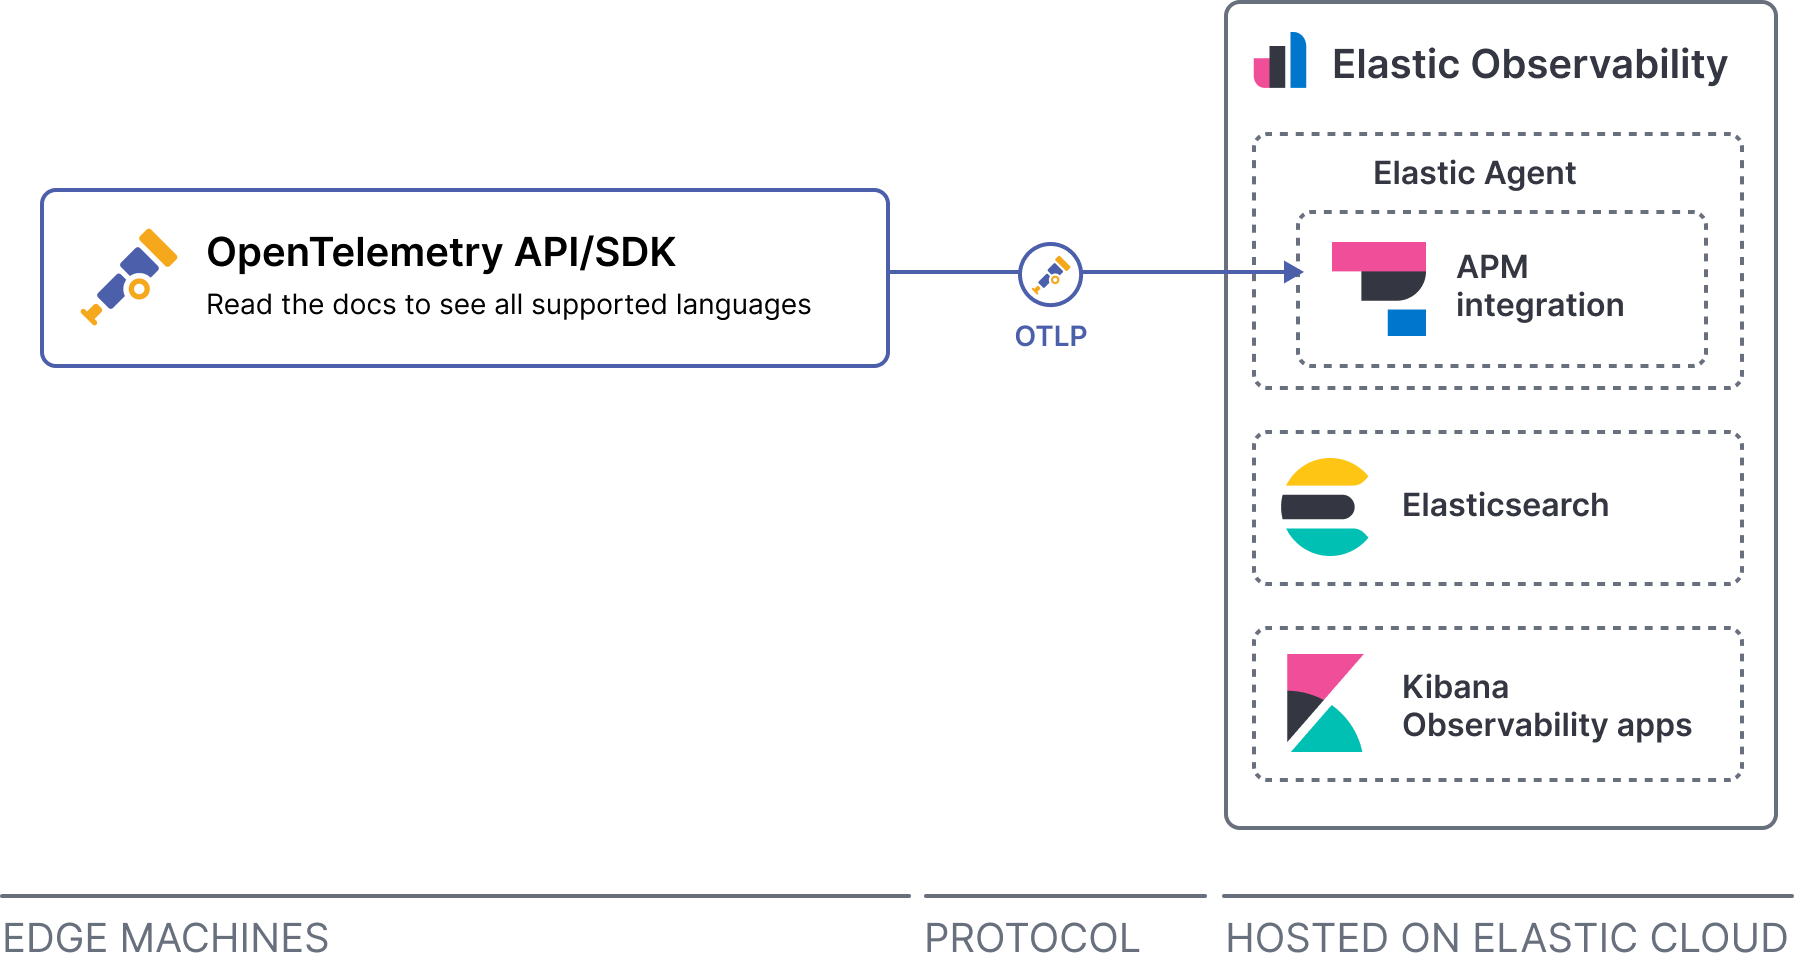 Elastic Observability
Elastic Agent
OpenTelemetry API/SDK
Read the docs to see all supported languages
OTLP
APM
integration
Elasticsearch
Kibana
Observability apps
EDGE MACHINES
PROTOCOL
HOSTED ON ELASTIC CLOUD